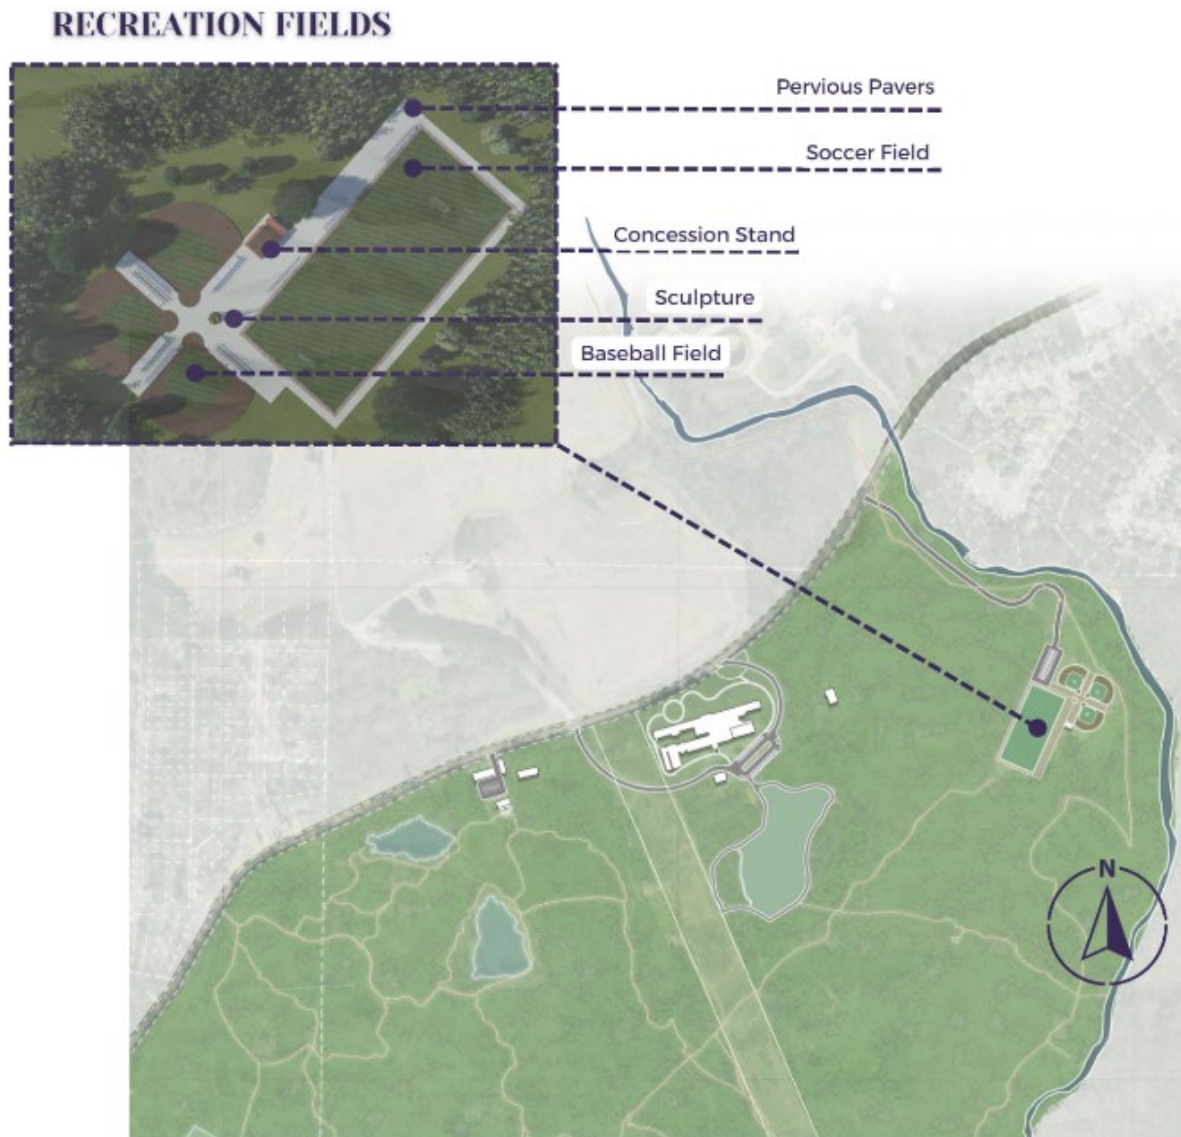 RECREATION FIELDS
Pervious Pavers
Soccer Field
Concession Stand
Sculpture
Baseball Field
N